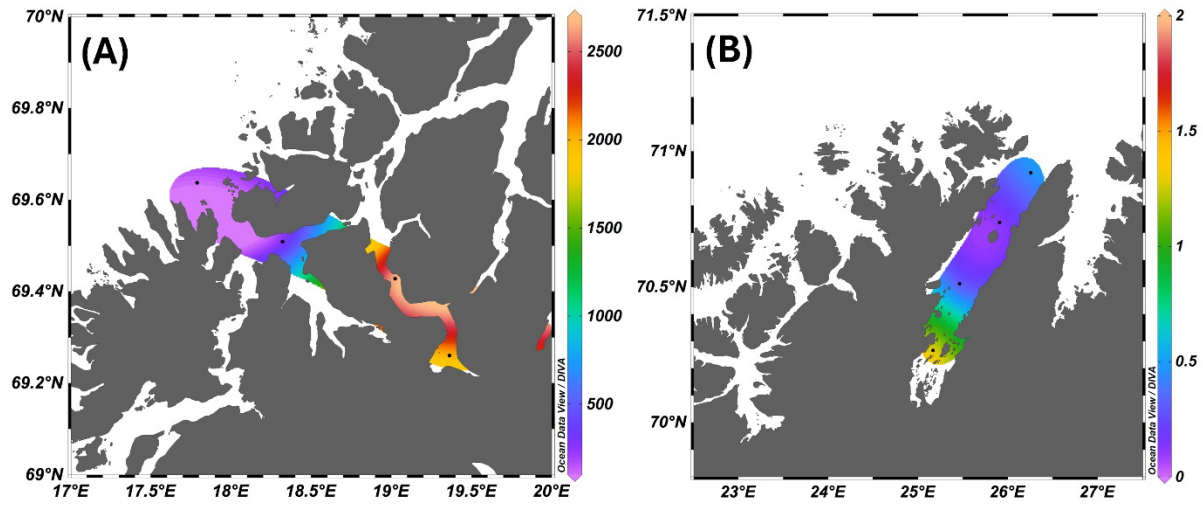 (A)
70°N
69.8°N
69.6°N
69.4°N
69.2°N
69°N
17°E 17.5°E 18°E 18.5°E 19°E 19.5°E 20°E
2500
2000
1500
1000
500
Ocean Data View / DIVA
(B)
71.5°N
71°N
70.5°N
70°N
23°E 24°E 25°E 26°E 27°E
2
1.5
1
0.5
0
Ocean Data View / DIVA